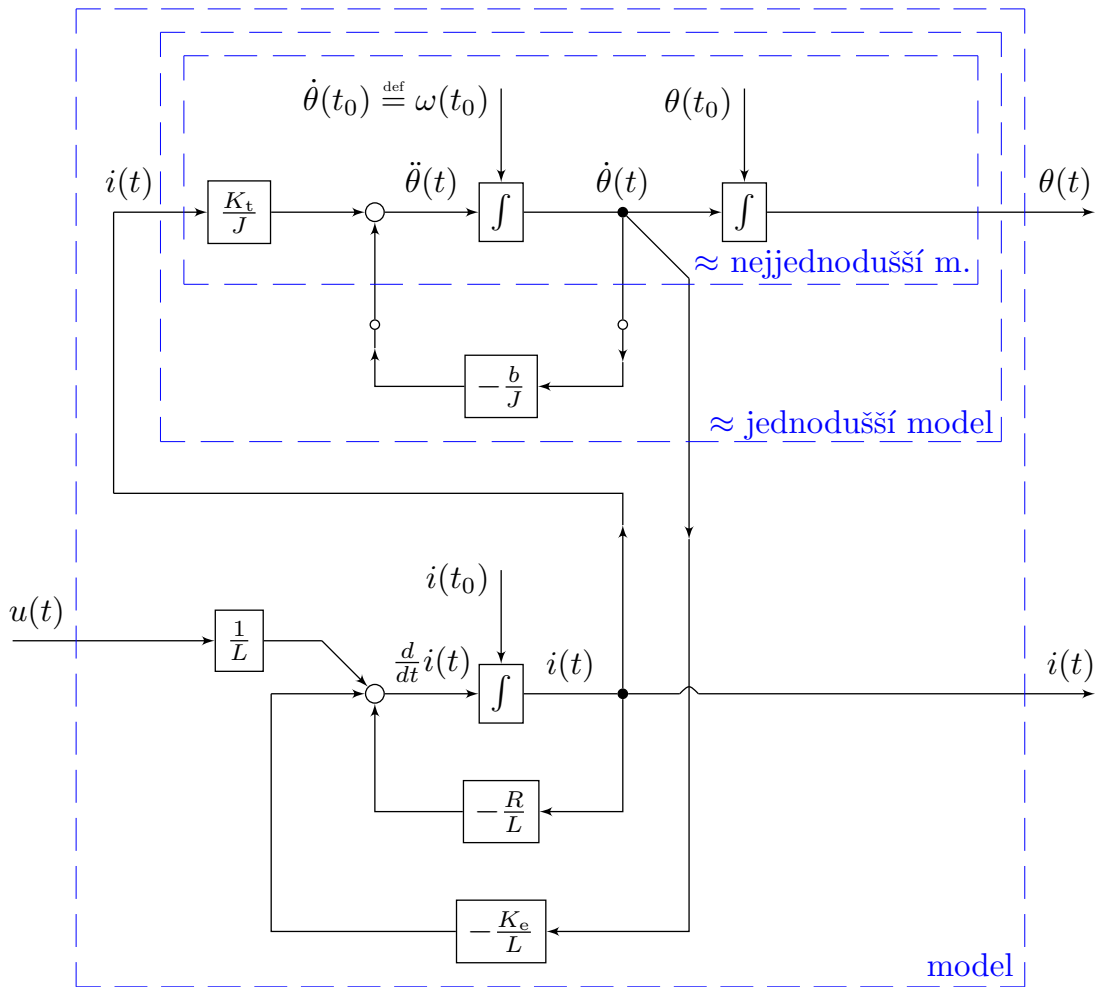 θ̇(t₀) ≝ ω(t₀)
θ(t₀)
i(t)
K_t/J
θ̈(t)
∫
θ̇(t)
∫
θ(t)
≈ nejjednodušší m.
− b/J
≈ jednodušší model
i(t₀)
u(t)
1/L
d/dt i(t)
∫
i(t)
i(t)
− R/L
− K_e/L
model